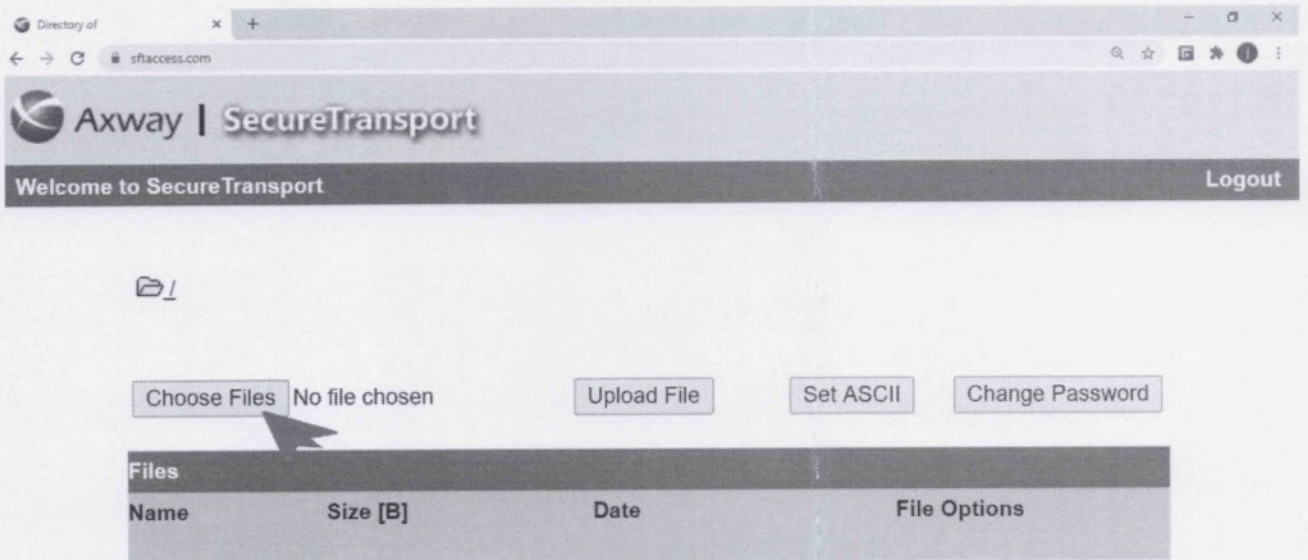 Directory of
sftaccess.com
Axway | SecureTransport
Welcome to SecureTransport Logout
/
Choose Files No file chosen Upload File Set ASCII Change Password
Files
Name Size [B] Date File Options